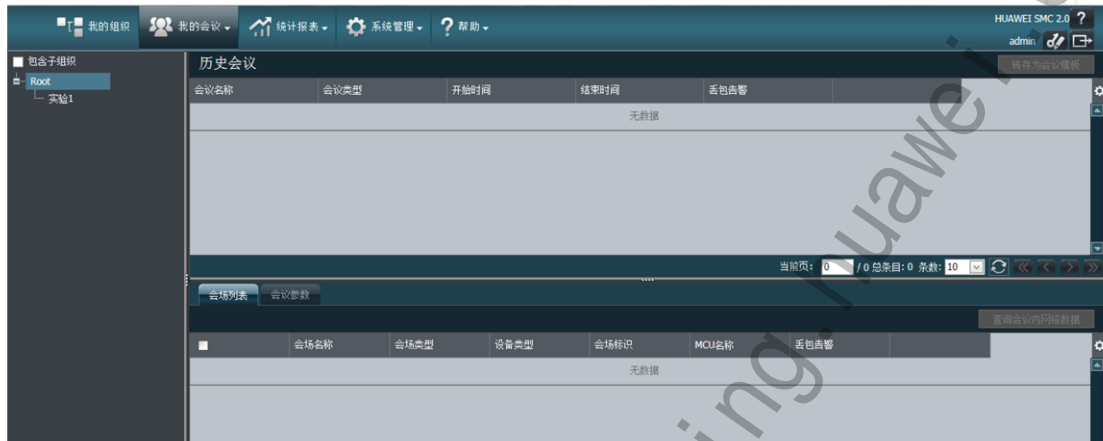 我的组织 我的会议 统计报表 系统管理 ? 帮助 HUAWEI SMC 2.0 ?
admin
包含子组织
Root
实验1
历史会议 转存为会议模板
会议名称 会议类型 开始时间 结束时间 丢包告警
无数据
当前页: 0 / 0 总条目: 0 条数: 10
会场列表 会议参数
查询会议内网络数据
会场名称 会场类型 设备类型 会场标识 MCU名称 丢包告警
无数据
ing.huawei.